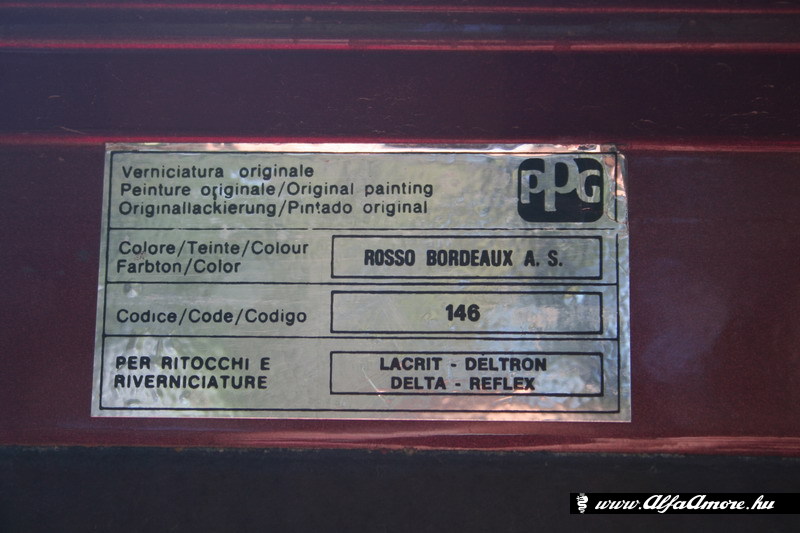 Verniciatura originale
Peinture originale/Original painting
Originallackierung/Pintado original
PPG
Colore/Teinte/Colour
Farbton/Color
ROSSO BORDEAUX A. S.
Codice/Code/Codigo
146
PER RITOCCHI E
RIVERNICIATURE
LACRIT - DELTRON
DELTA - REFLEX
www.AlfaAmore.hu